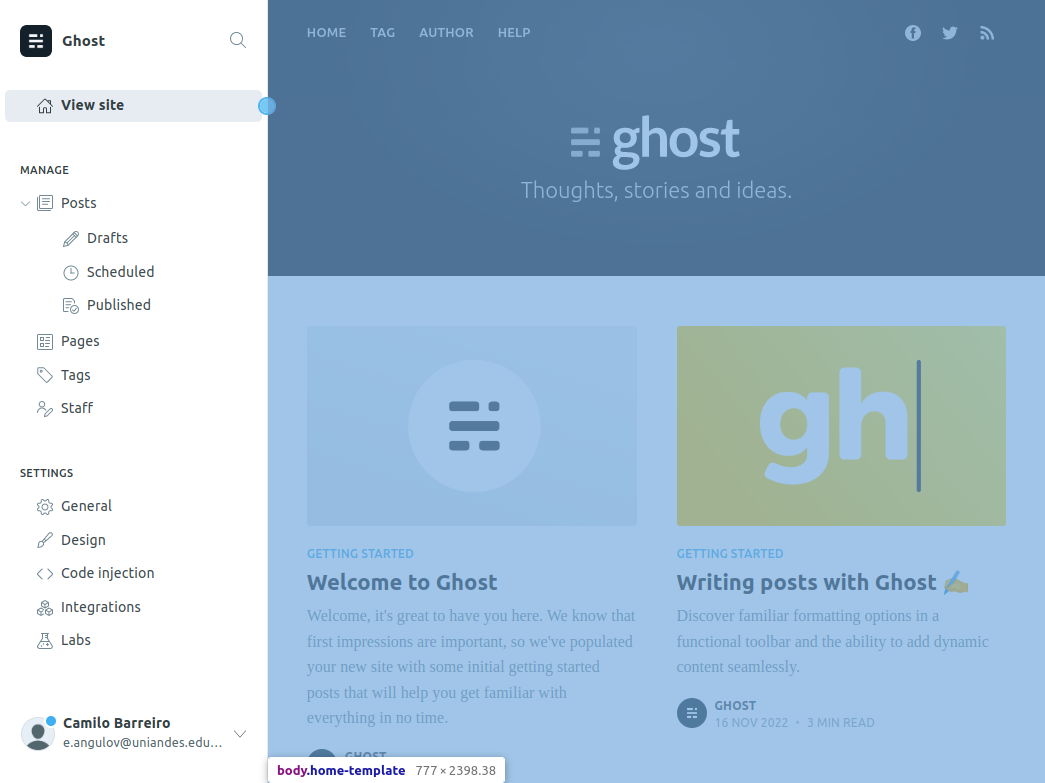 Ghost
View site
MANAGE
Posts
Drafts
Scheduled
Published
Pages
Tags
Staff
SETTINGS
General
Design
Code injection
Integrations
Labs
Camilo Barreiro
e.angulov@uniandes.edu...
HOME TAG AUTHOR HELP
ghost
Thoughts, stories and ideas.
GETTING STARTED
Welcome to Ghost
Welcome, it's great to have you here. We know that
first impressions are important, so we've populated
your new site with some initial getting started
posts that will help you get familiar with
everything in no time.
GHOST
gh
GETTING STARTED
Writing posts with Ghost ✍️
Discover familiar formatting options in a
functional toolbar and the ability to add dynamic
content seamlessly.
GHOST
16 NOV 2022 • 3 MIN READ
body.home-template 777 × 2398.38